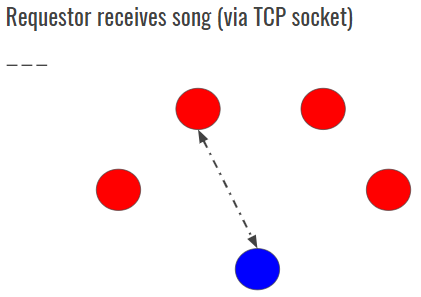 Requestor receives song (via TCP socket)